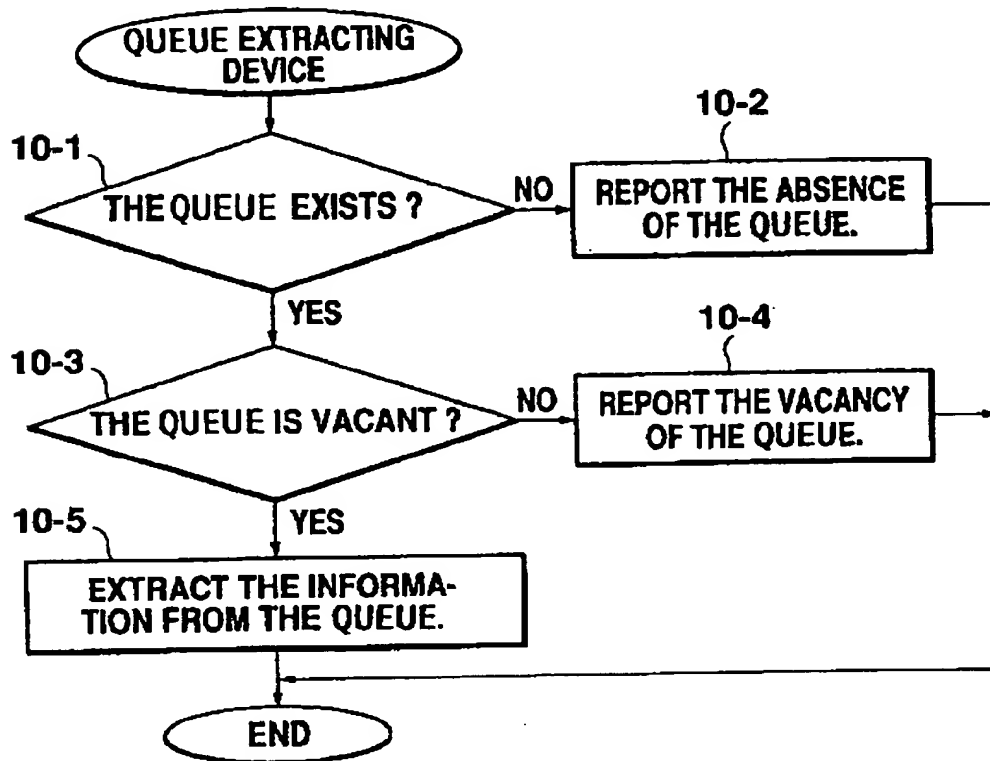 QUEUE EXTRACTING
DEVICE
10-1
THE QUEUE EXISTS ?
NO
10-2
REPORT THE ABSENCE
OF THE QUEUE.
YES
10-3
THE QUEUE IS VACANT ?
NO
10-4
REPORT THE VACANCY
OF THE QUEUE.
YES
10-5
EXTRACT THE INFORMA-
TION FROM THE QUEUE.
END